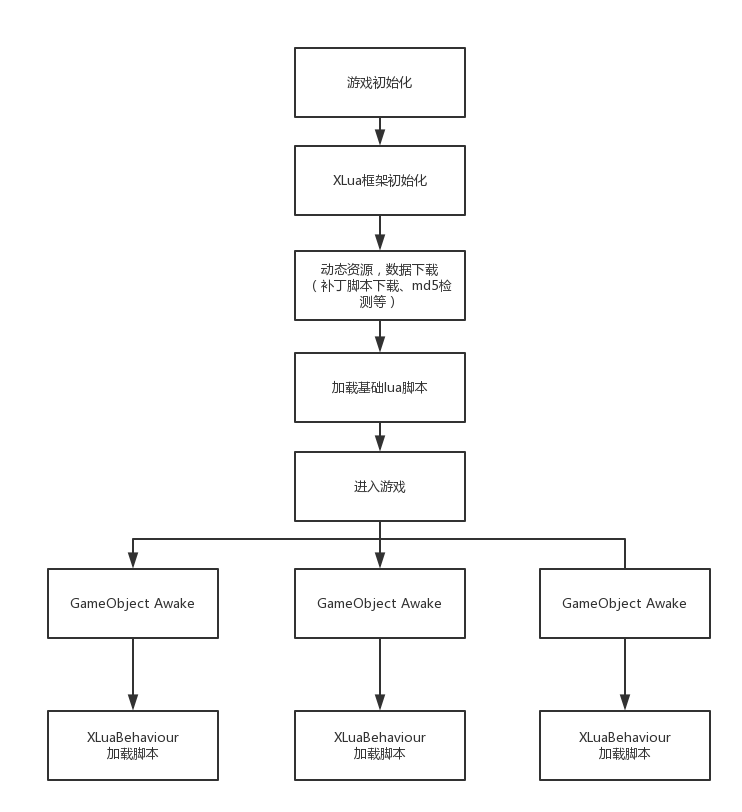 游戏初始化
XLua框架初始化
动态资源，数据下载
（补丁脚本下载、md5检
测等）
加载基础lua脚本
进入游戏
GameObject Awake
GameObject Awake
GameObject Awake
XLuaBehaviour
加载脚本
XLuaBehaviour
加载脚本
XLuaBehaviour
加载脚本